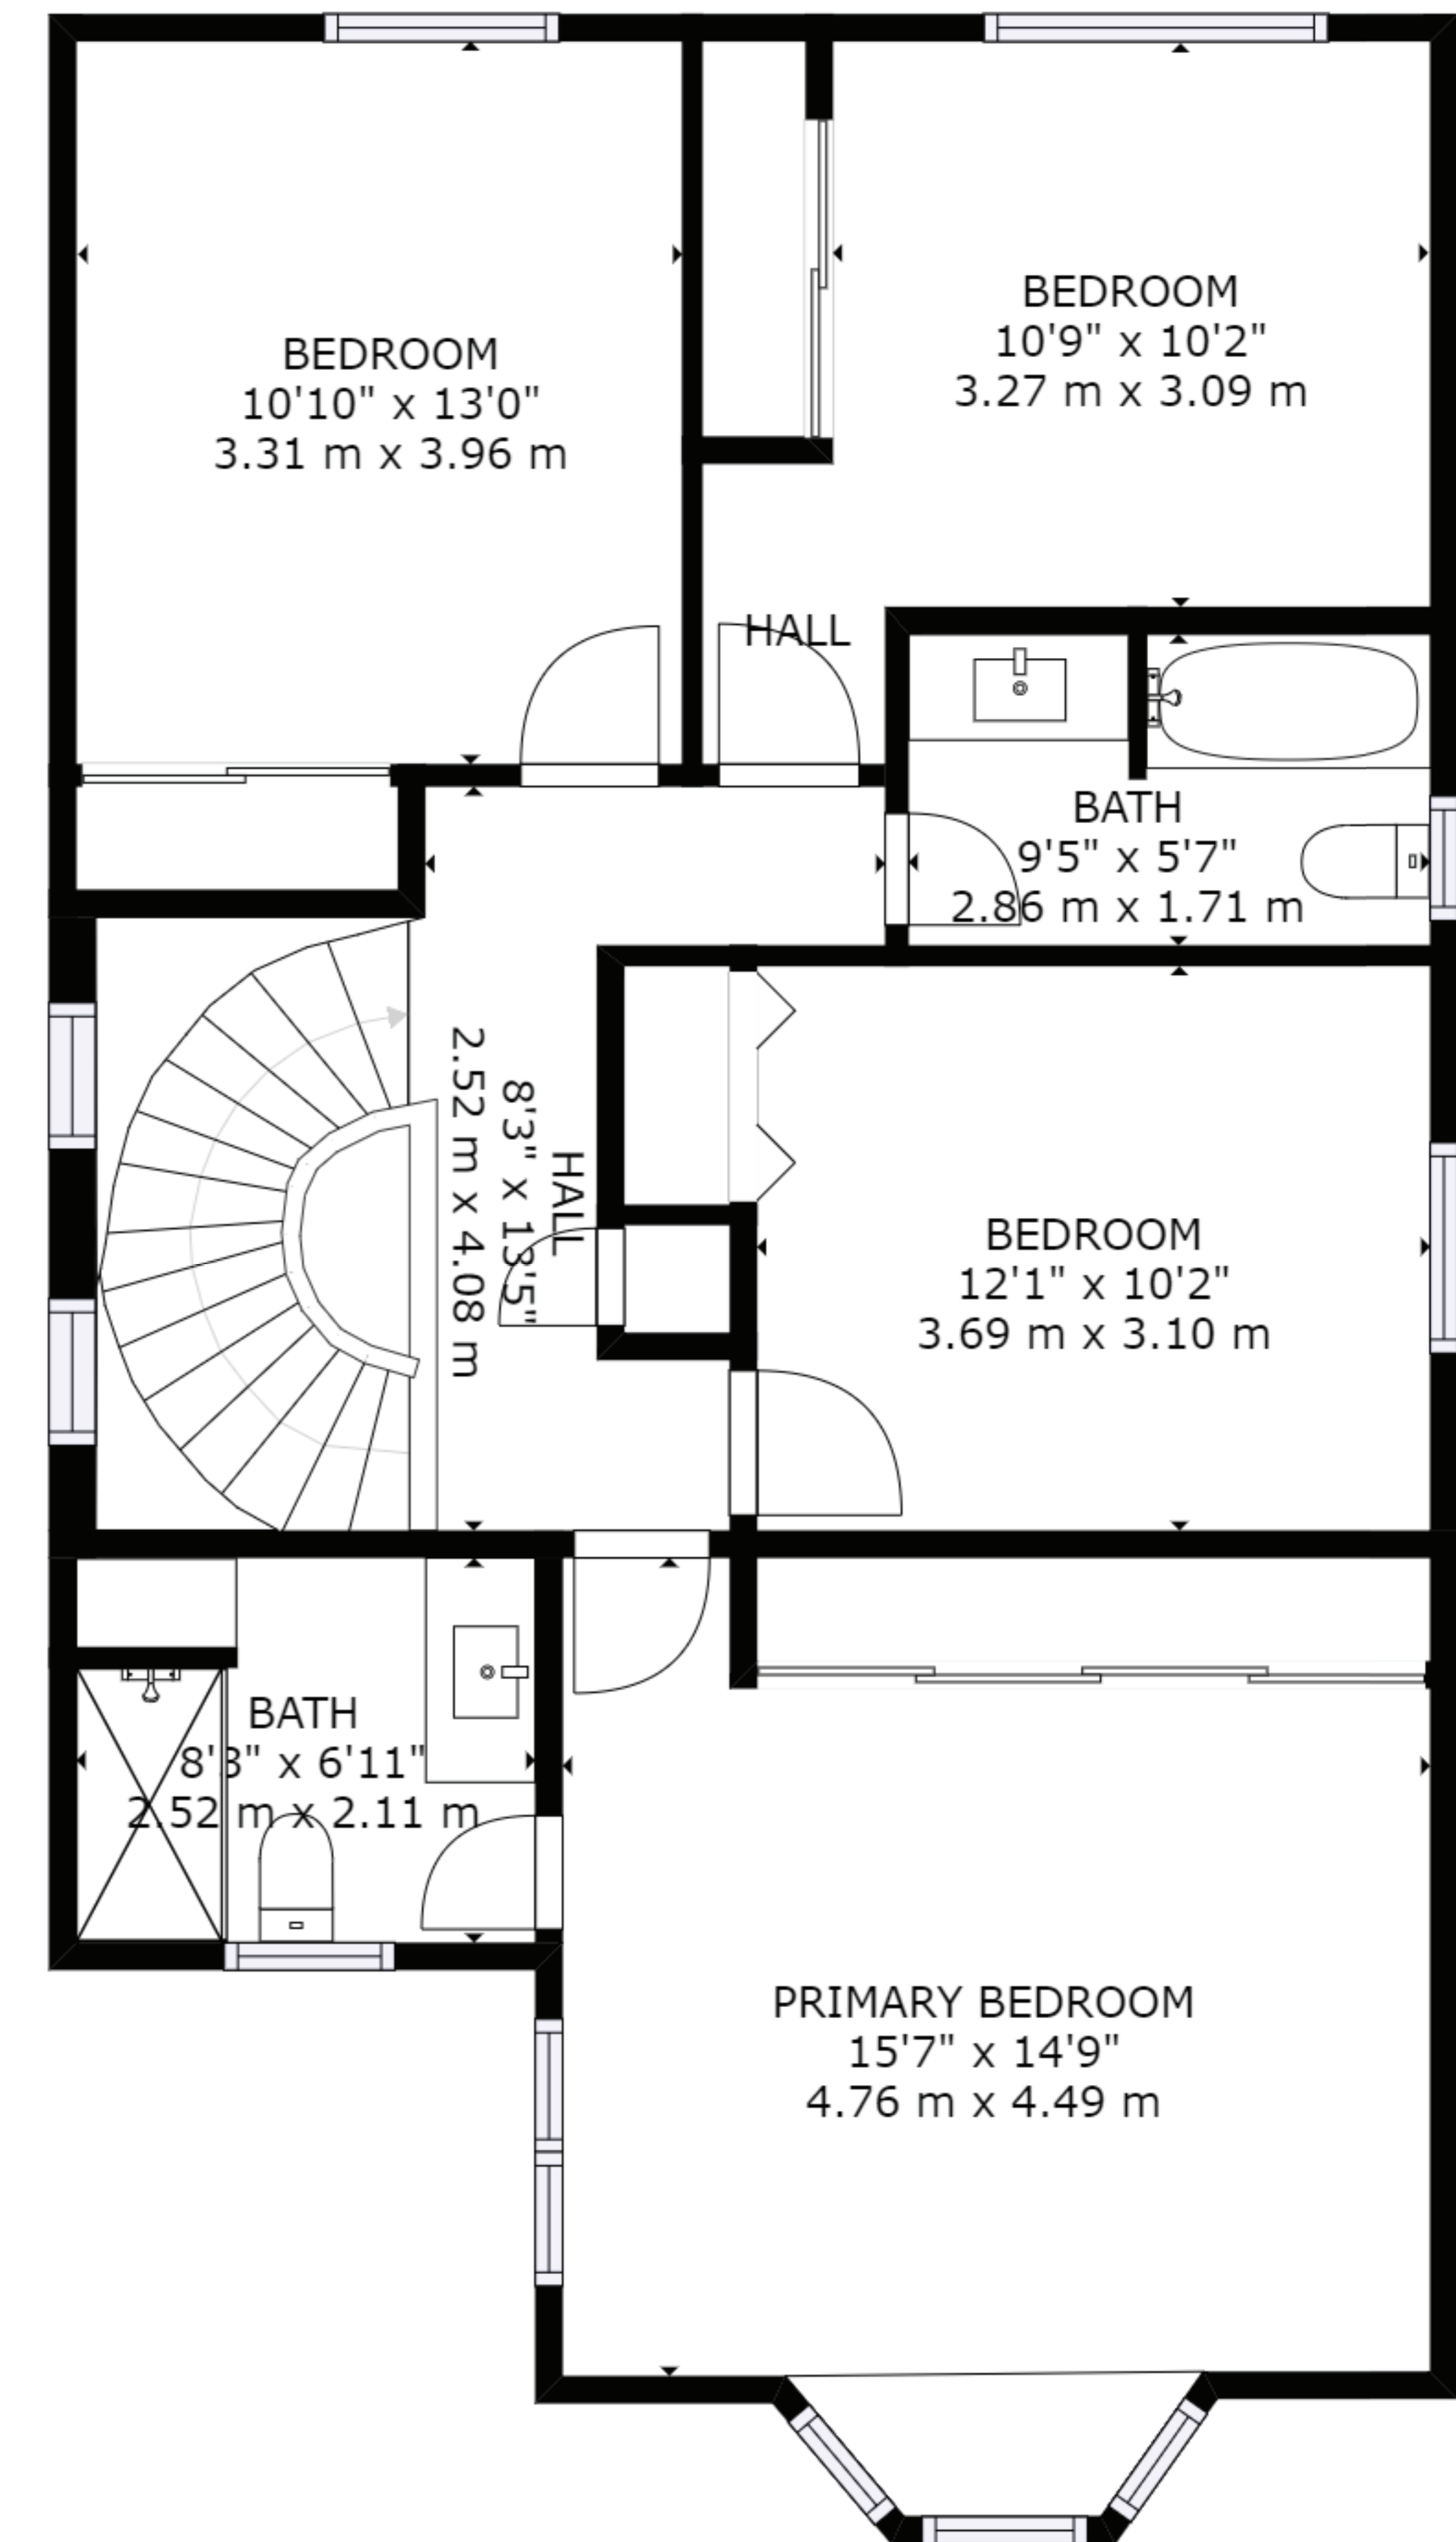 BEDROOM
10'10" x 13'0"
3.31 m x 3.96 m
BEDROOM
10'9" x 10'2"
3.27 m x 3.09 m
HALL
BATH
9'5" x 5'7"
2.86 m x 1.71 m
HALL
8'3" x 13'5"
2.52 m x 4.08 m
BEDROOM
12'1" x 10'2"
3.69 m x 3.10 m
BATH
8'3" x 6'11"
2.52 m x 2.11 m
PRIMARY BEDROOM
15'7" x 14'9"
4.76 m x 4.49 m